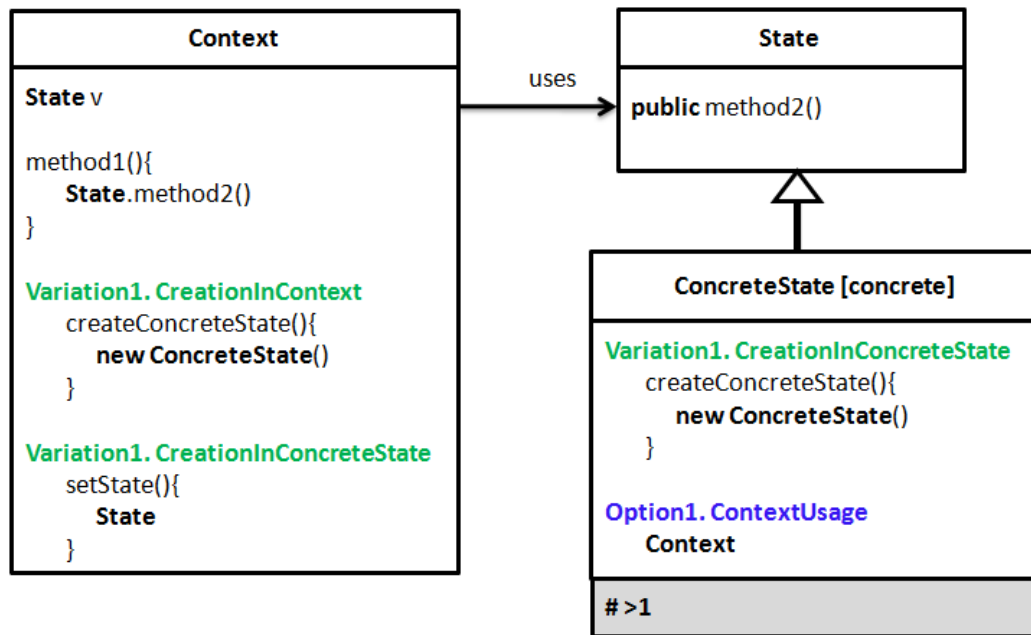 Context
State v
method1(){
State.method2()
}
Variation1. CreationInContext
createConcreteState(){
new ConcreteState()
}
Variation1. CreationInConcreteState
setState(){
State
}
uses
State
public method2()
ConcreteState [concrete]
Variation1. CreationInConcreteState
createConcreteState(){
new ConcreteState()
}
Option1. ContextUsage
Context
# >1